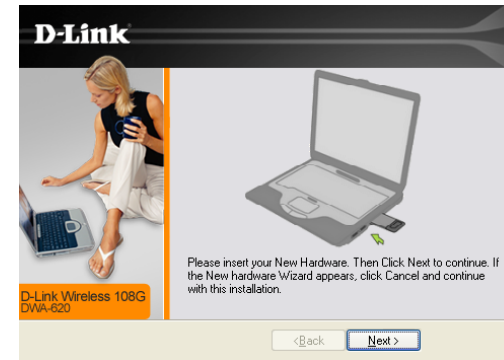 D-Link
Please insert your New Hardware. Then Click Next to continue. If
the New hardware Wizard appears, click Cancel and continue
with this installation.
D-Link Wireless 108G
DWA-620
<Back
Next >